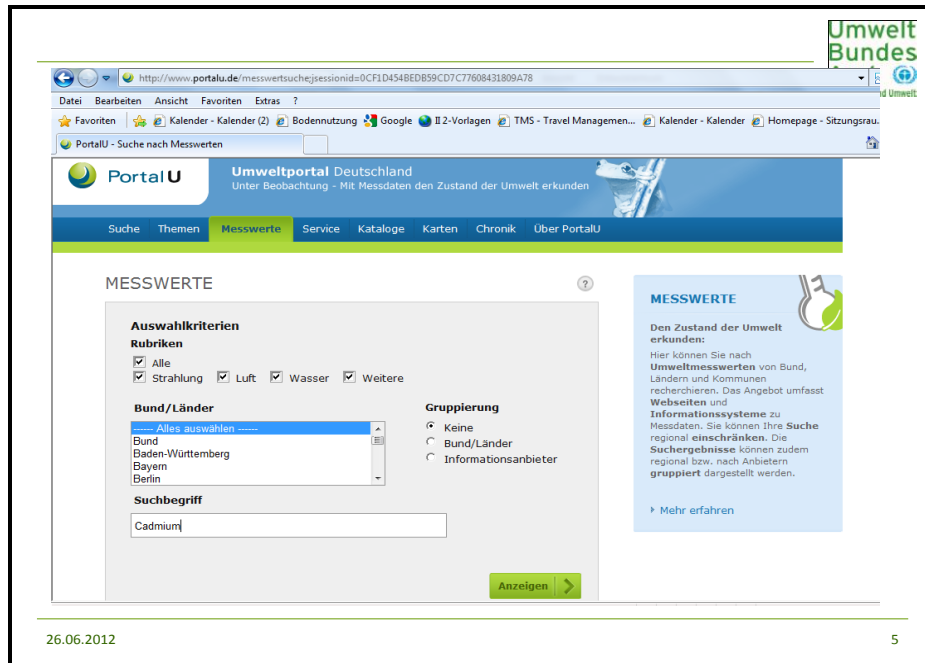 Umwelt
Bundes
http://www.portalu.de/messwertsuche;jsessionid=0CF1D454BEDB59CD7C77608431809A78
nd Umwelt
Datei Bearbeiten Ansicht Favoriten Extras ?
Favoriten Kalender - Kalender (2) Bodennutzung Google II 2-Vorlagen TMS - Travel Managemen... Kalender - Kalender Homepage - Sitzungsrau.
PortalU - Suche nach Messwerten
PortalU
Umweltportal Deutschland
Unter Beobachtung - Mit Messdaten den Zustand der Umwelt erkunden
Suche Themen Messwerte Service Kataloge Karten Chronik Über PortalU
MESSWERTE
?
Auswahlkriterien
Rubriken
Alle
Strahlung Luft Wasser Weitere
Bund/Länder
------ Alles auswählen ------
Bund
Baden-Württemberg
Bayern
Berlin
Gruppierung
Keine
Bund/Länder
Informationsanbieter
Suchbegriff
Cadmium
Anzeigen
MESSWERTE
Den Zustand der Umwelt
erkunden:
Hier können Sie nach
Umweltmesswerten von Bund,
Ländern und Kommunen
recherchieren. Das Angebot umfasst
Webseiten und
Informationssysteme zu
Messdaten. Sie können Ihre Suche
regional einschränken. Die
Suchergebnisse können zudem
regional bzw. nach Anbietern
gruppiert dargestellt werden.
Mehr erfahren
26.06.2012
5